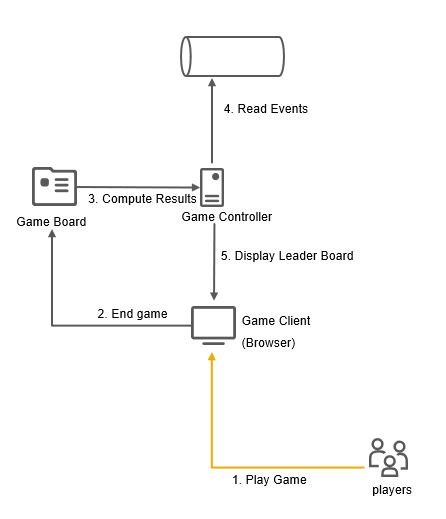 4. Read Events
3. Compute Results
Game Board
Game Controller
5. Display Leader Board
2. End game
Game Client
(Browser)
1. Play Game
players